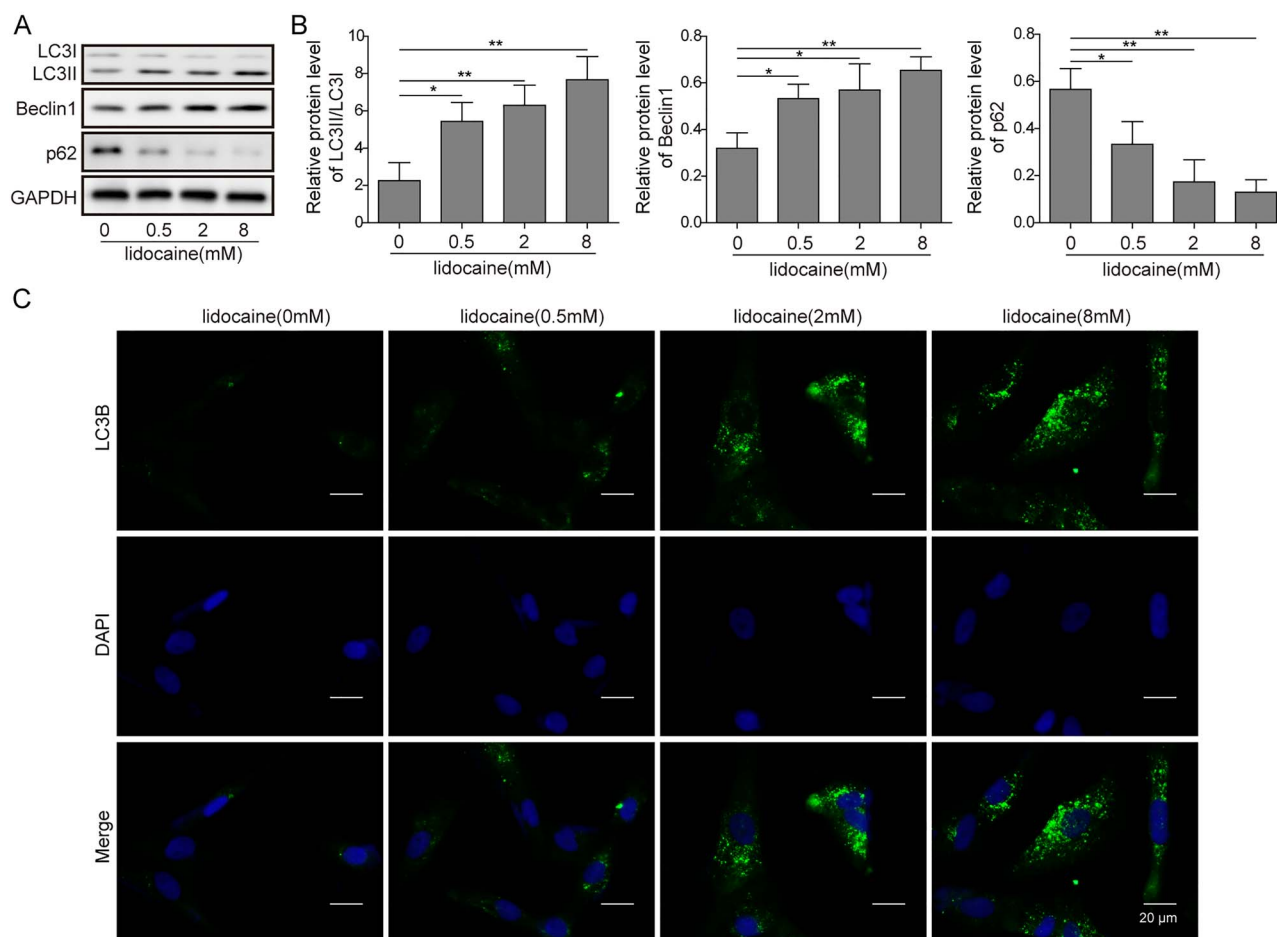 A
LC3I
LC3II
Beclin1
p62
GAPDH
0 0.5 2 8
lidocaine(mM)
B
Relative protein level
of LC3II/LC3I
10
8
6
4
2
0
*
**
**
0 0.5 2 8
lidocaine(mM)
Relative protein level
of Beclin1
0.8
0.6
0.4
0.2
0.0
*
*
**
0 0.5 2 8
lidocaine(mM)
Relative protein level
of p62
0.8
0.6
0.4
0.2
0.0
*
**
**
0 0.5 2 8
lidocaine(mM)
C
lidocaine(0mM) lidocaine(0.5mM) lidocaine(2mM) lidocaine(8mM)
LC3B
DAPI
Merge
20 µm